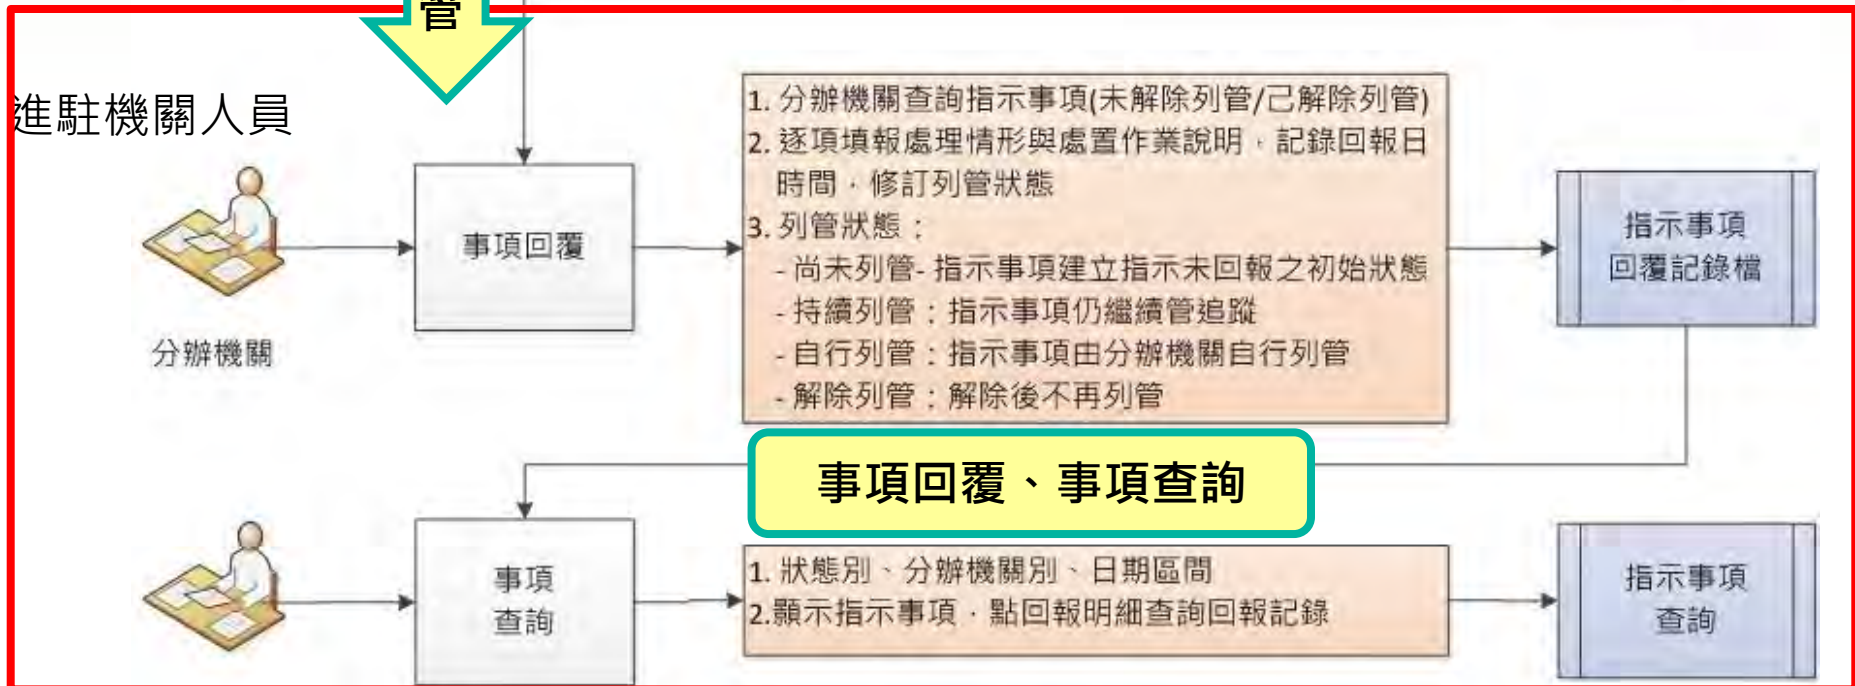 管
進駐機關人員
分辦機關
事項回覆
1. 分辦機關查詢指示事項(未解除列管/己解除列管)
2. 逐項填報處理情形與處置作業說明，記錄回報日
時間，修訂列管狀態
3. 列管狀態：
- 尚未列管- 指示事項建立指示未回報之初始狀態
- 持續列管：指示事項仍繼續管追蹤
- 自行列管：指示事項由分辦機關自行列管
- 解除列管：解除後不再列管
指示事項
回覆記錄檔
事項回覆、事項查詢
事項
查詢
1. 狀態別、分辦機關別、日期區間
2.顯示指示事項，點回報明細查詢回報記錄
指示事項
查詢